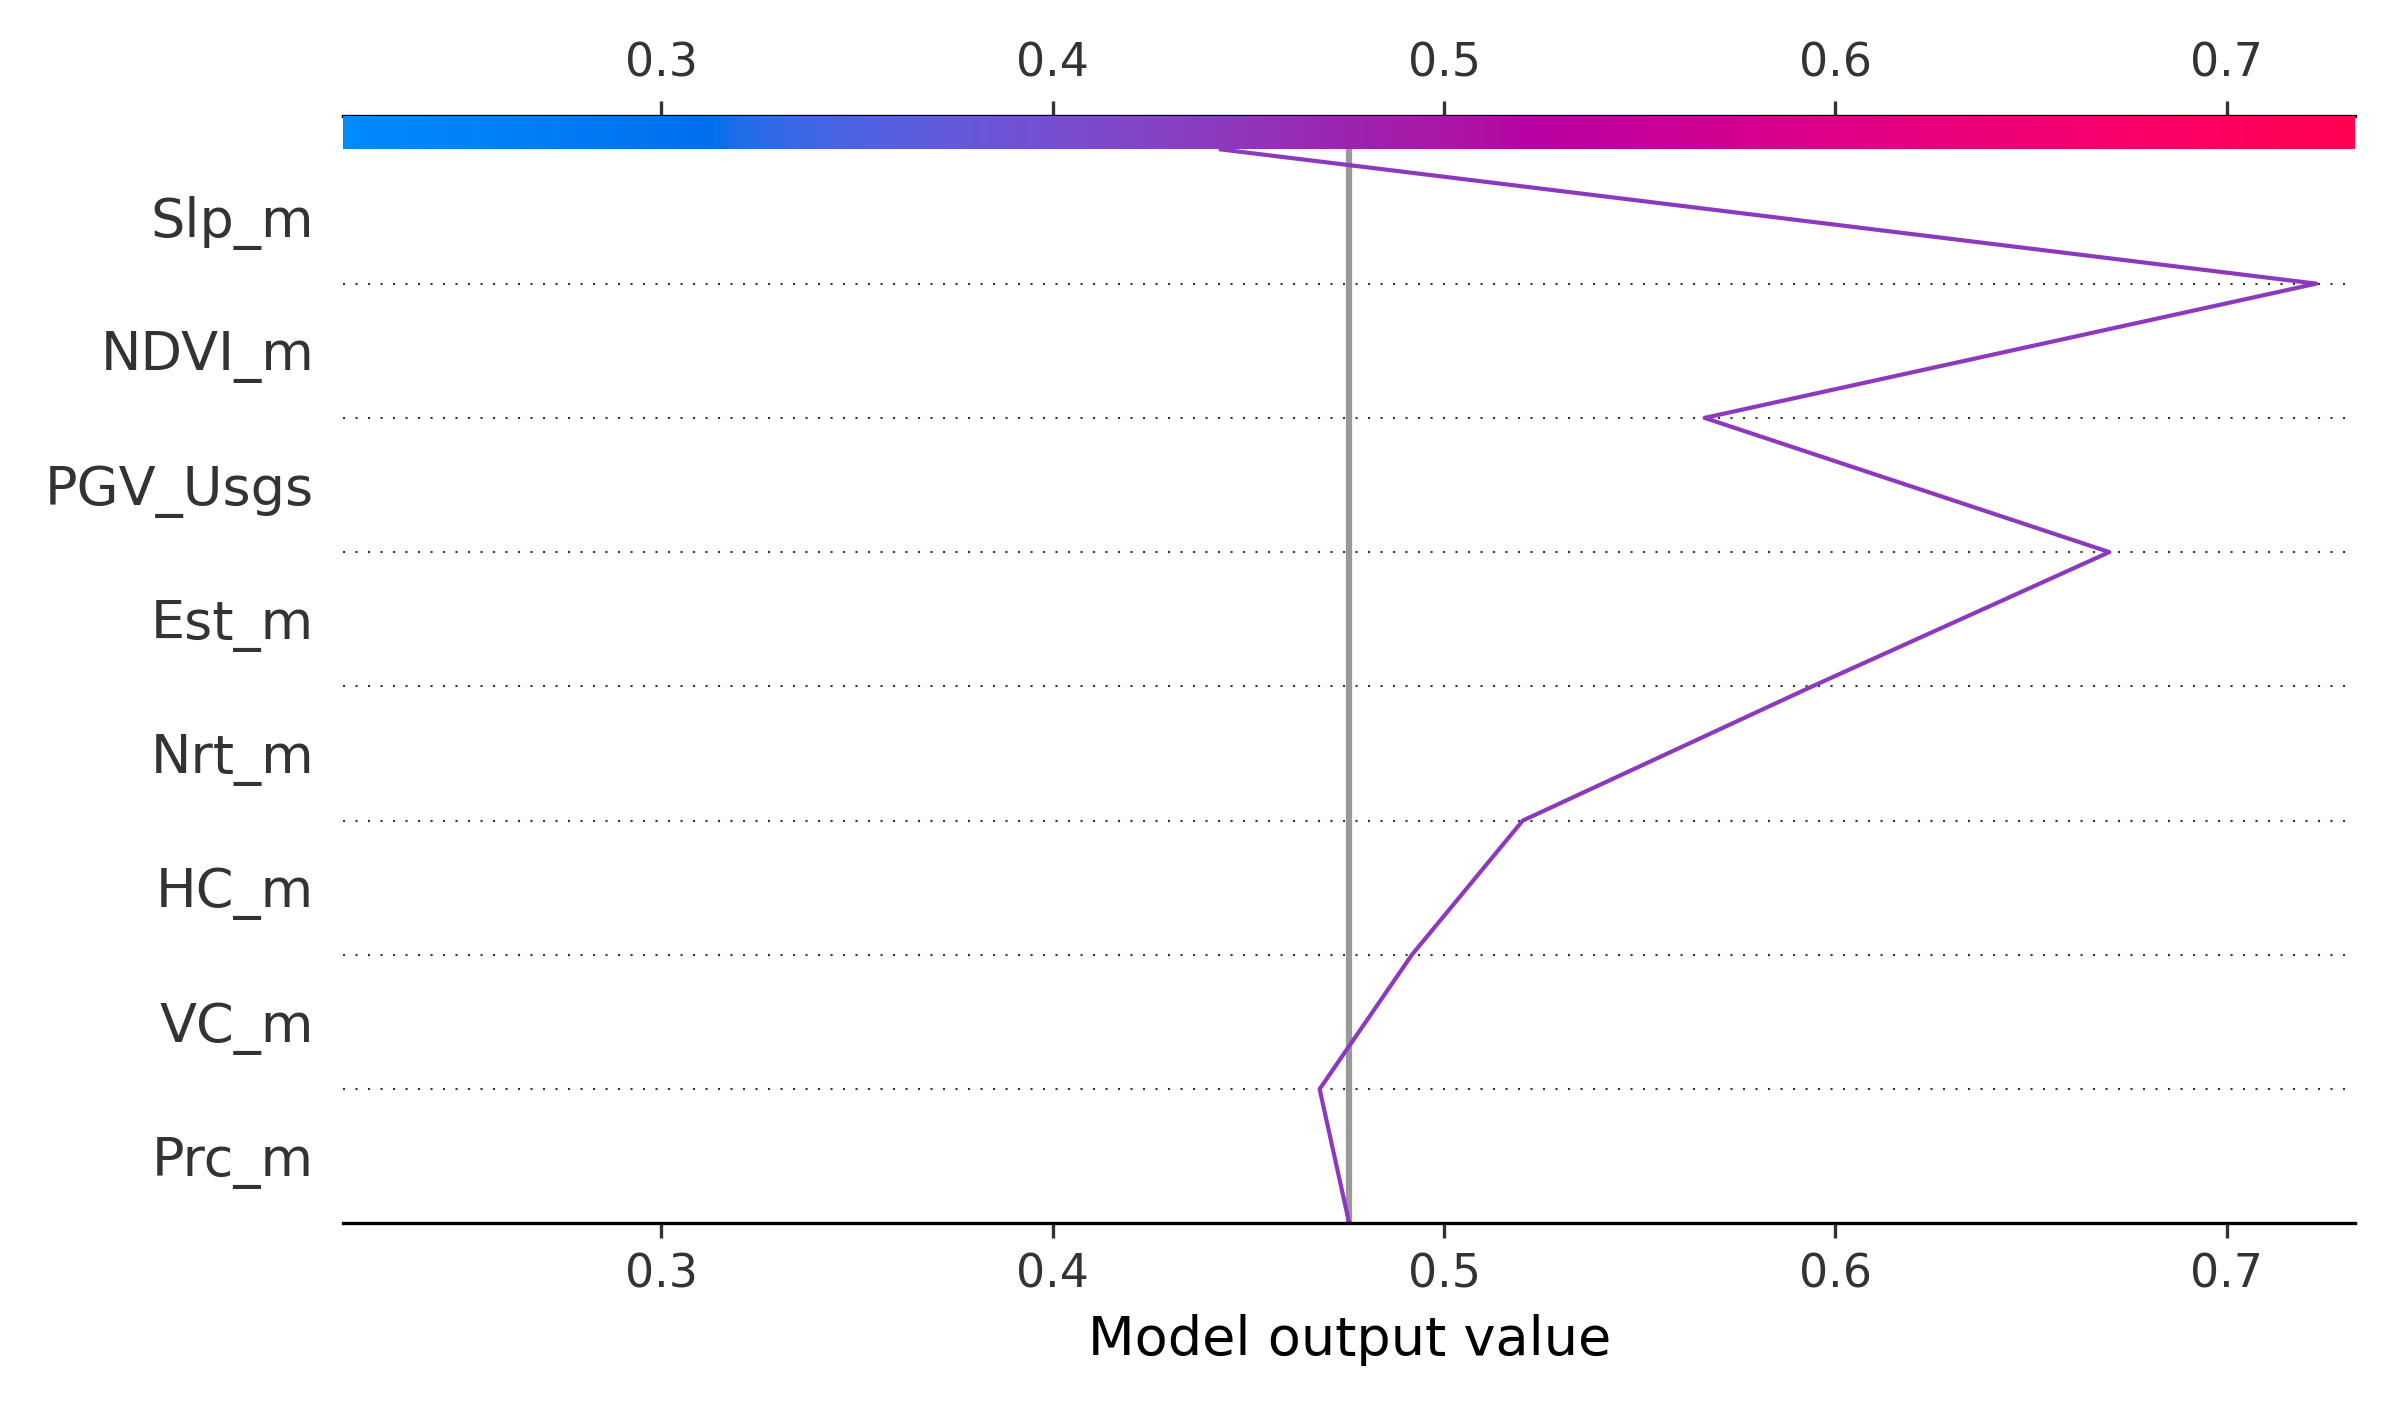 0.3 0.4 0.5 0.6 0.7
Slp_m
NDVI_m
PGV_Usgs
Est_m
Nrt_m
HC_m
VC_m
Prc_m
0.3 0.4 0.5 0.6 0.7
Model output value